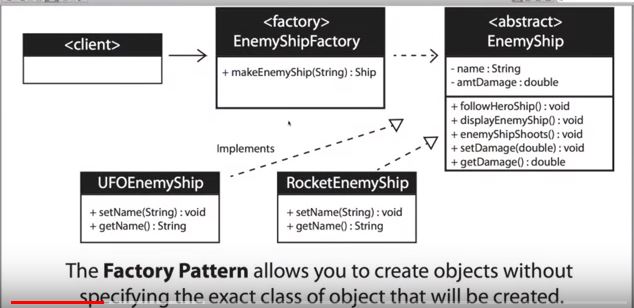 <factory>
<client>
EnemyShipFactory
+ makeEnemyShip(String) : Ship
<abstract>
EnemyShip
- name : String
- amtDamage : double
+ followHeroShip() : void
+ displayEnemyShip() : void
+ enemyShipShoots() : void
+ setDamage(double) : void
+ getDamage() : double
Implements
UFOEnemyShip
+ setName(String) : void
+ getName() : String
RocketEnemyShip
+ setName(String) : void
+ getName() : String
The Factory Pattern allows you to create objects without
specifying the exact class of object that will be created.